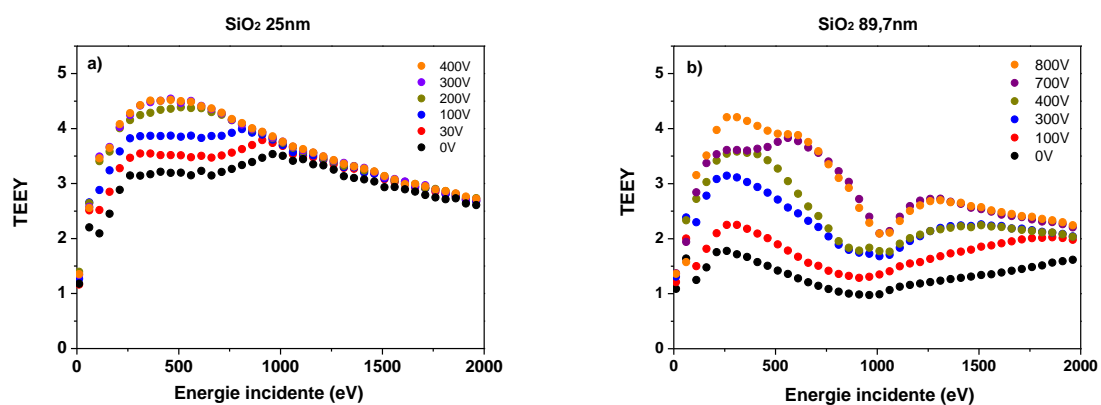 SiO₂ 25nm
a)
400V
300V
200V
100V
30V
0V
5
4
3
2
1
0
0 500 1000 1500 2000
TEEY
Energie incidente (eV)
SiO₂ 89,7nm
b)
800V
700V
400V
300V
100V
0V
5
4
3
2
1
0
0 500 1000 1500 2000
TEEY
Energie incidente (eV)